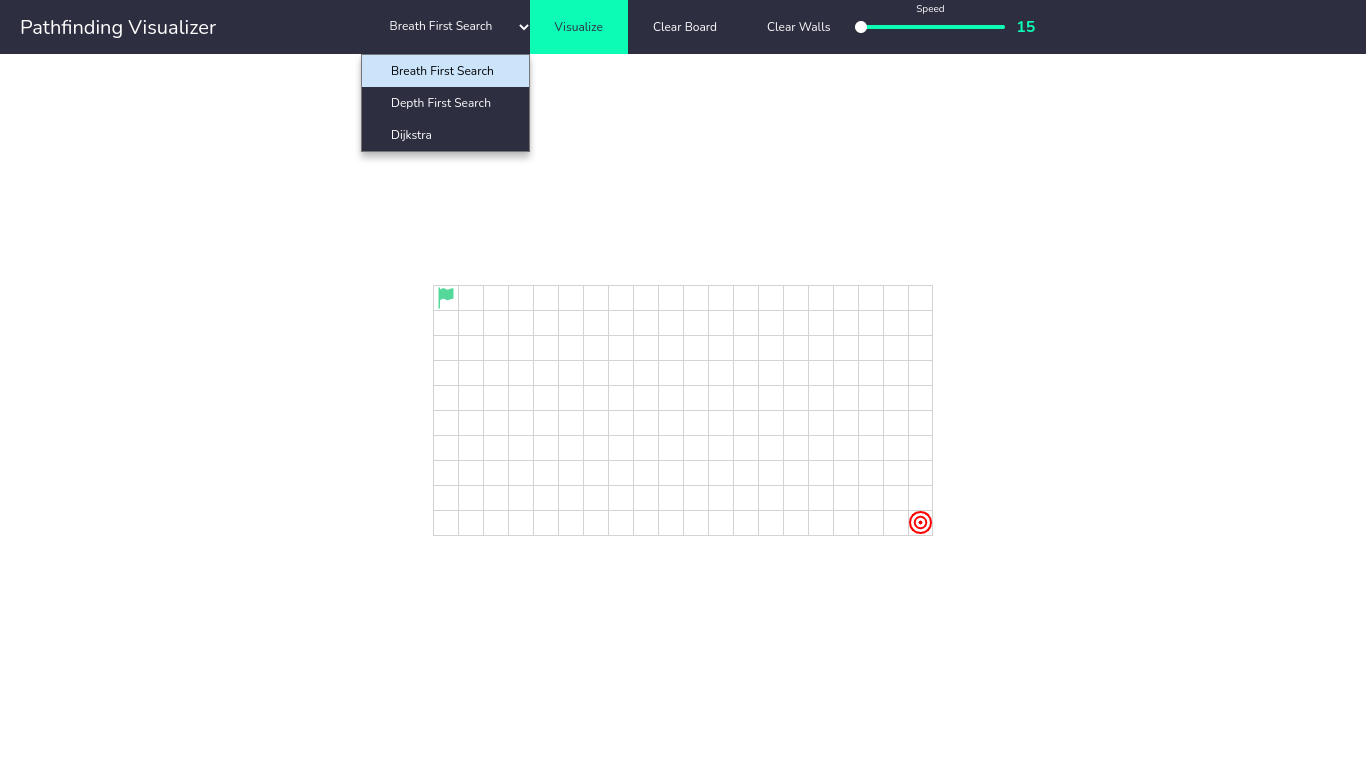 Pathfinding Visualizer
Breath First Search
Visualize
Clear Board
Clear Walls
Speed
15
Breath First Search
Depth First Search
Dijkstra